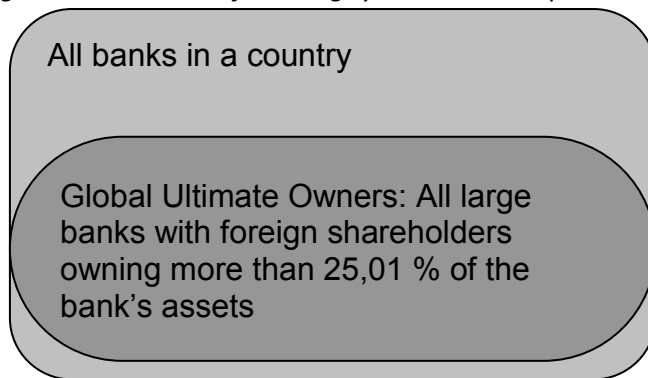 All banks in a country
Global Ultimate Owners: All large
banks with foreign shareholders
owning more than 25,01 % of the
bank’s assets